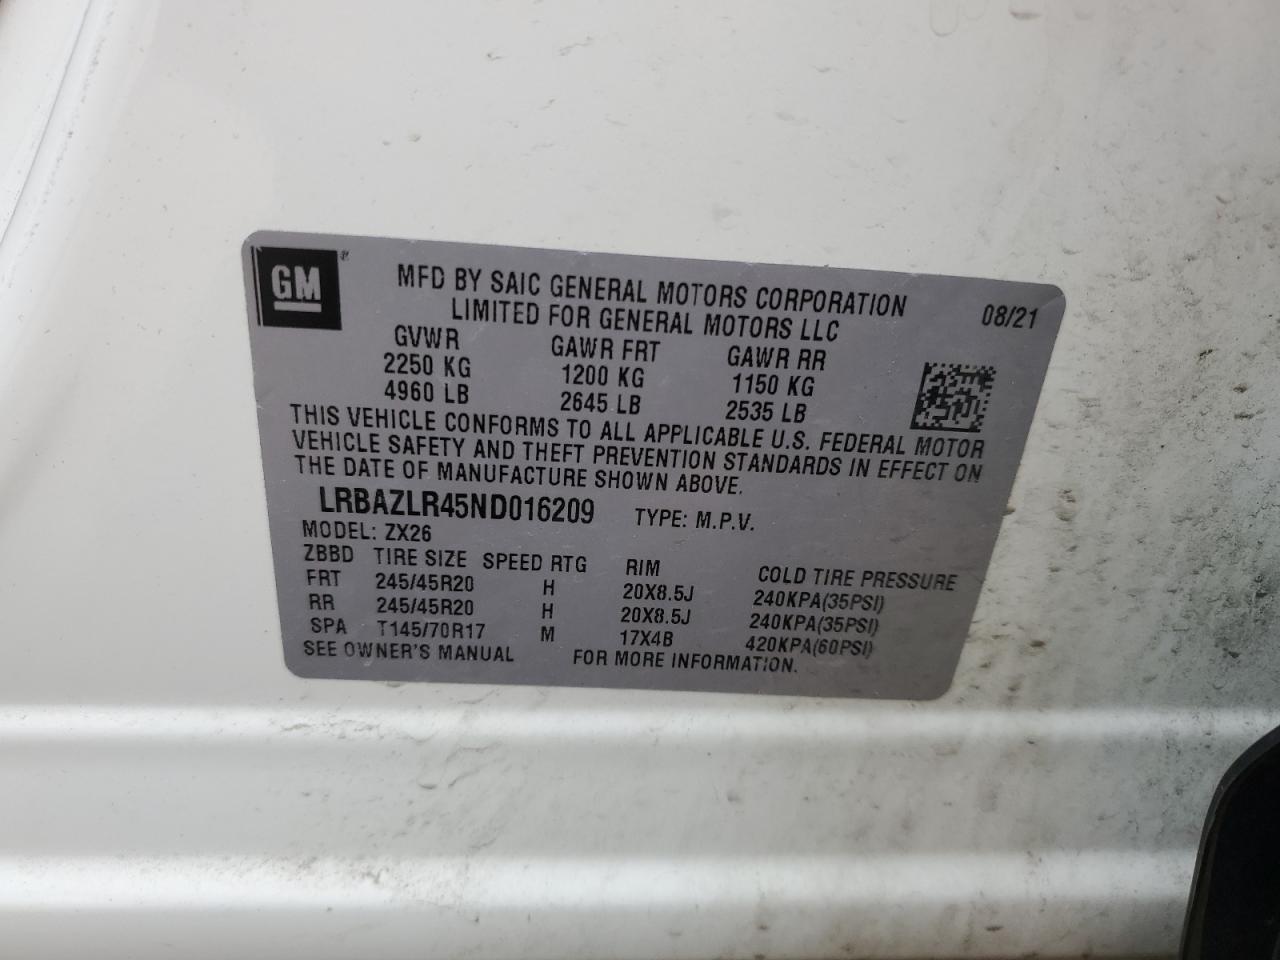 GM ®
MFD BY SAIC GENERAL MOTORS CORPORATION
LIMITED FOR GENERAL MOTORS LLC
08/21
GVWR GAWR FRT GAWR RR
2250 KG 1200 KG 1150 KG
4960 LB 2645 LB 2535 LB
THIS VEHICLE CONFORMS TO ALL APPLICABLE U.S. FEDERAL MOTOR
VEHICLE SAFETY AND THEFT PREVENTION STANDARDS IN EFFECT ON
THE DATE OF MANUFACTURE SHOWN ABOVE.
LRBAZLR45ND016209 TYPE: M.P.V.
MODEL: ZX26
ZBBD TIRE SIZE SPEED RTG RIM COLD TIRE PRESSURE
FRT 245/45R20 H 20X8.5J 240KPA(35PSI)
RR 245/45R20 H 20X8.5J 240KPA(35PSI)
SPA T145/70R17 M 17X4B 420KPA(60PSI)
SEE OWNER'S MANUAL FOR MORE INFORMATION.